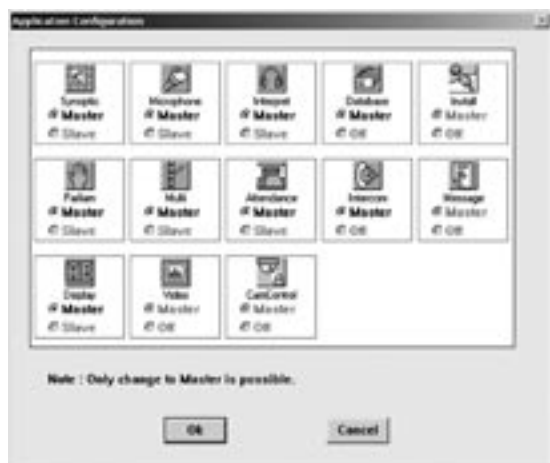 Application Configuration
Synoptic
Master
Slave
Microphone
Master
Slave
Interpret
Master
Slave
Database
Master
Off
Install
Master
Off
Parliam
Master
Slave
Multi
Master
Slave
Attendance
Master
Slave
Intercom
Master
Off
Message
Master
Off
Display
Master
Slave
Video
Master
Off
CamControl
Master
Off
Note : Only change to Master is possible.
Ok
Cancel